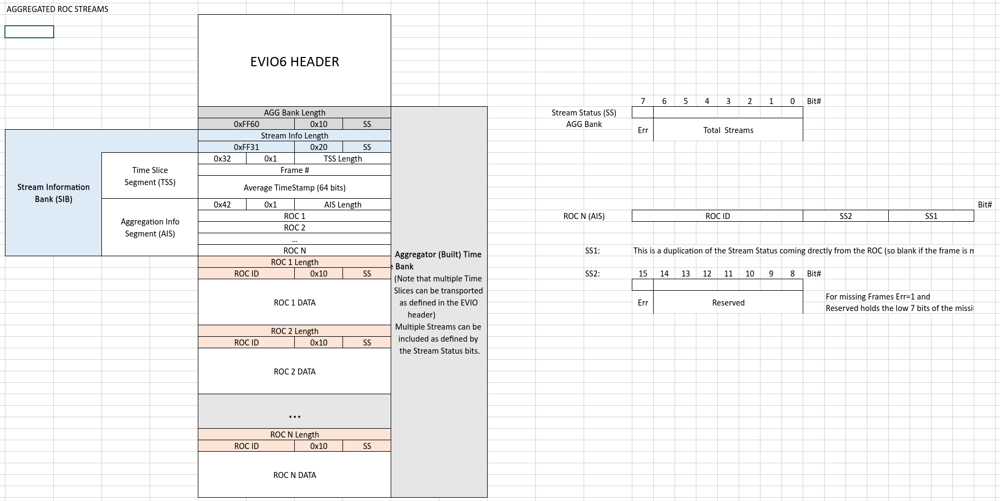 AGGREGATED ROC STREAMS
EVIO6 HEADER
AGG Bank Length
0xFF60 0x10 SS
Stream Info Length
0xFF31 0x20 SS
0x32 0x1 TSS Length
Frame #
Average TimeStamp (64 bits)
0x42 0x1 AIS Length
ROC 1
ROC 2
...
ROC N
ROC 1 Length
ROC ID 0x10 SS
ROC 1 DATA
ROC 2 Length
ROC ID 0x10 SS
ROC 2 DATA
...
ROC N Length
ROC ID 0x10 SS
ROC N DATA
Stream Information
Bank (SIB)
Time Slice
Segment (TSS)
Aggregation Info
Segment (AIS)
Aggregator (Built) Time
e Bank
(Note that multiple Time
Slices can be transported
as defined in the EVIO
header)
Multiple Streams can be
included as defined by
the Stream Status bits.
7 6 5 4 3 2 1 0 Bit#
Stream Status (SS)
AGG Bank
Err Total Streams
Bit#
ROC N (AIS) ROC ID SS2 SS1
SS1: This is a duplication of the Stream Status coming drectly from the ROC (so blank if the frame is
SS2: 15 14 13 12 11 10 9 8 Bit#
Err Reserved
For missing Frames Err=1 and
Reserved holds the low 7 bits of the